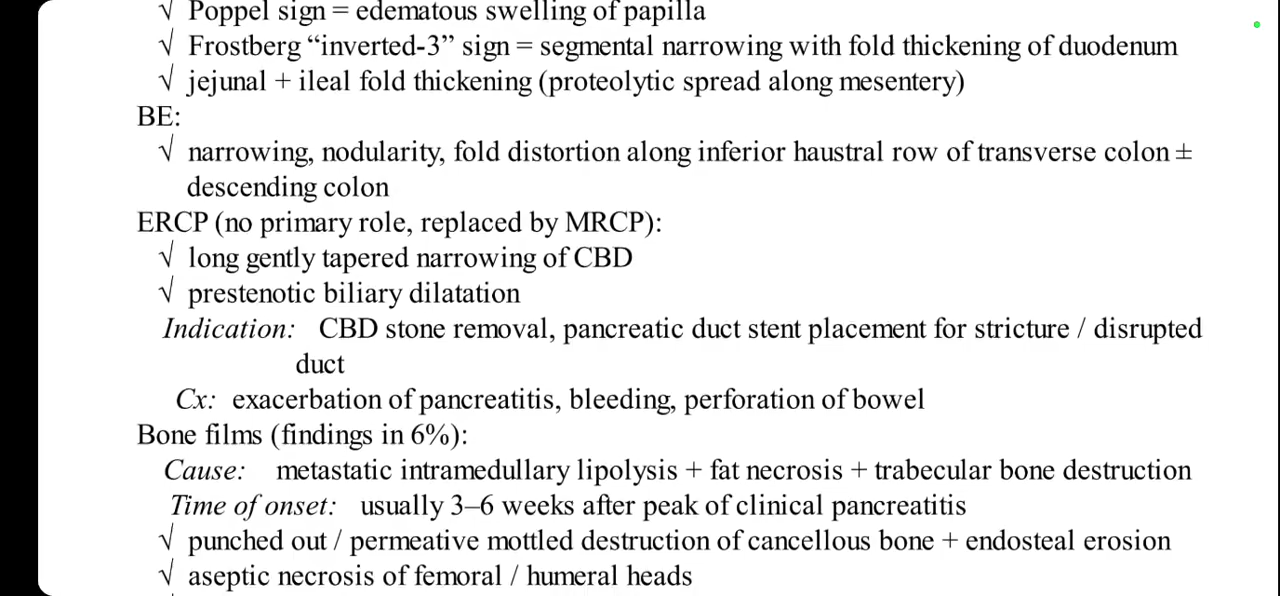 √ Poppel sign = edematous swelling of papilla
√ Frostberg “inverted-3” sign = segmental narrowing with fold thickening of duodenum
√ jejunal + ileal fold thickening (proteolytic spread along mesentery)
BE:
√ narrowing, nodularity, fold distortion along inferior haustral row of transverse colon ±
descending colon
ERCP (no primary role, replaced by MRCP):
√ long gently tapered narrowing of CBD
√ prestenotic biliary dilatation
Indication: CBD stone removal, pancreatic duct stent placement for stricture / disrupted
duct
Cx: exacerbation of pancreatitis, bleeding, perforation of bowel
Bone films (findings in 6%):
Cause: metastatic intramedullary lipolysis + fat necrosis + trabecular bone destruction
Time of onset: usually 3–6 weeks after peak of clinical pancreatitis
√ punched out / permeative mottled destruction of cancellous bone + endosteal erosion
√ aseptic necrosis of femoral / humeral heads